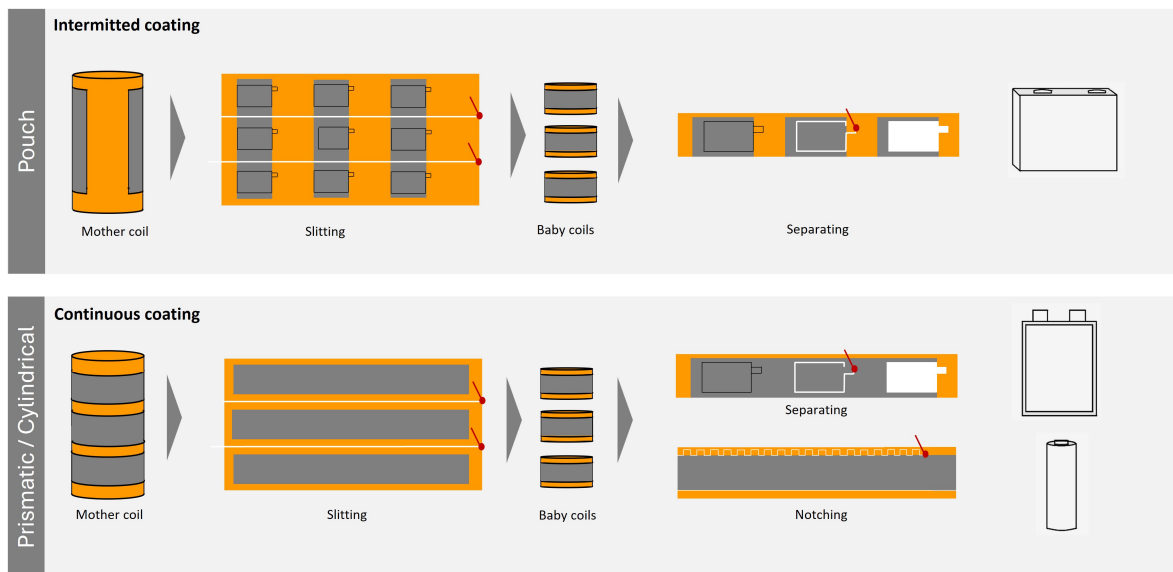 Intermitted coating
Pouch
Mother coil
Slitting
Baby coils
Separating
Continuous coating
Prismatic / Cylindrical
Separating
Mother coil
Slitting
Baby coils
Notching